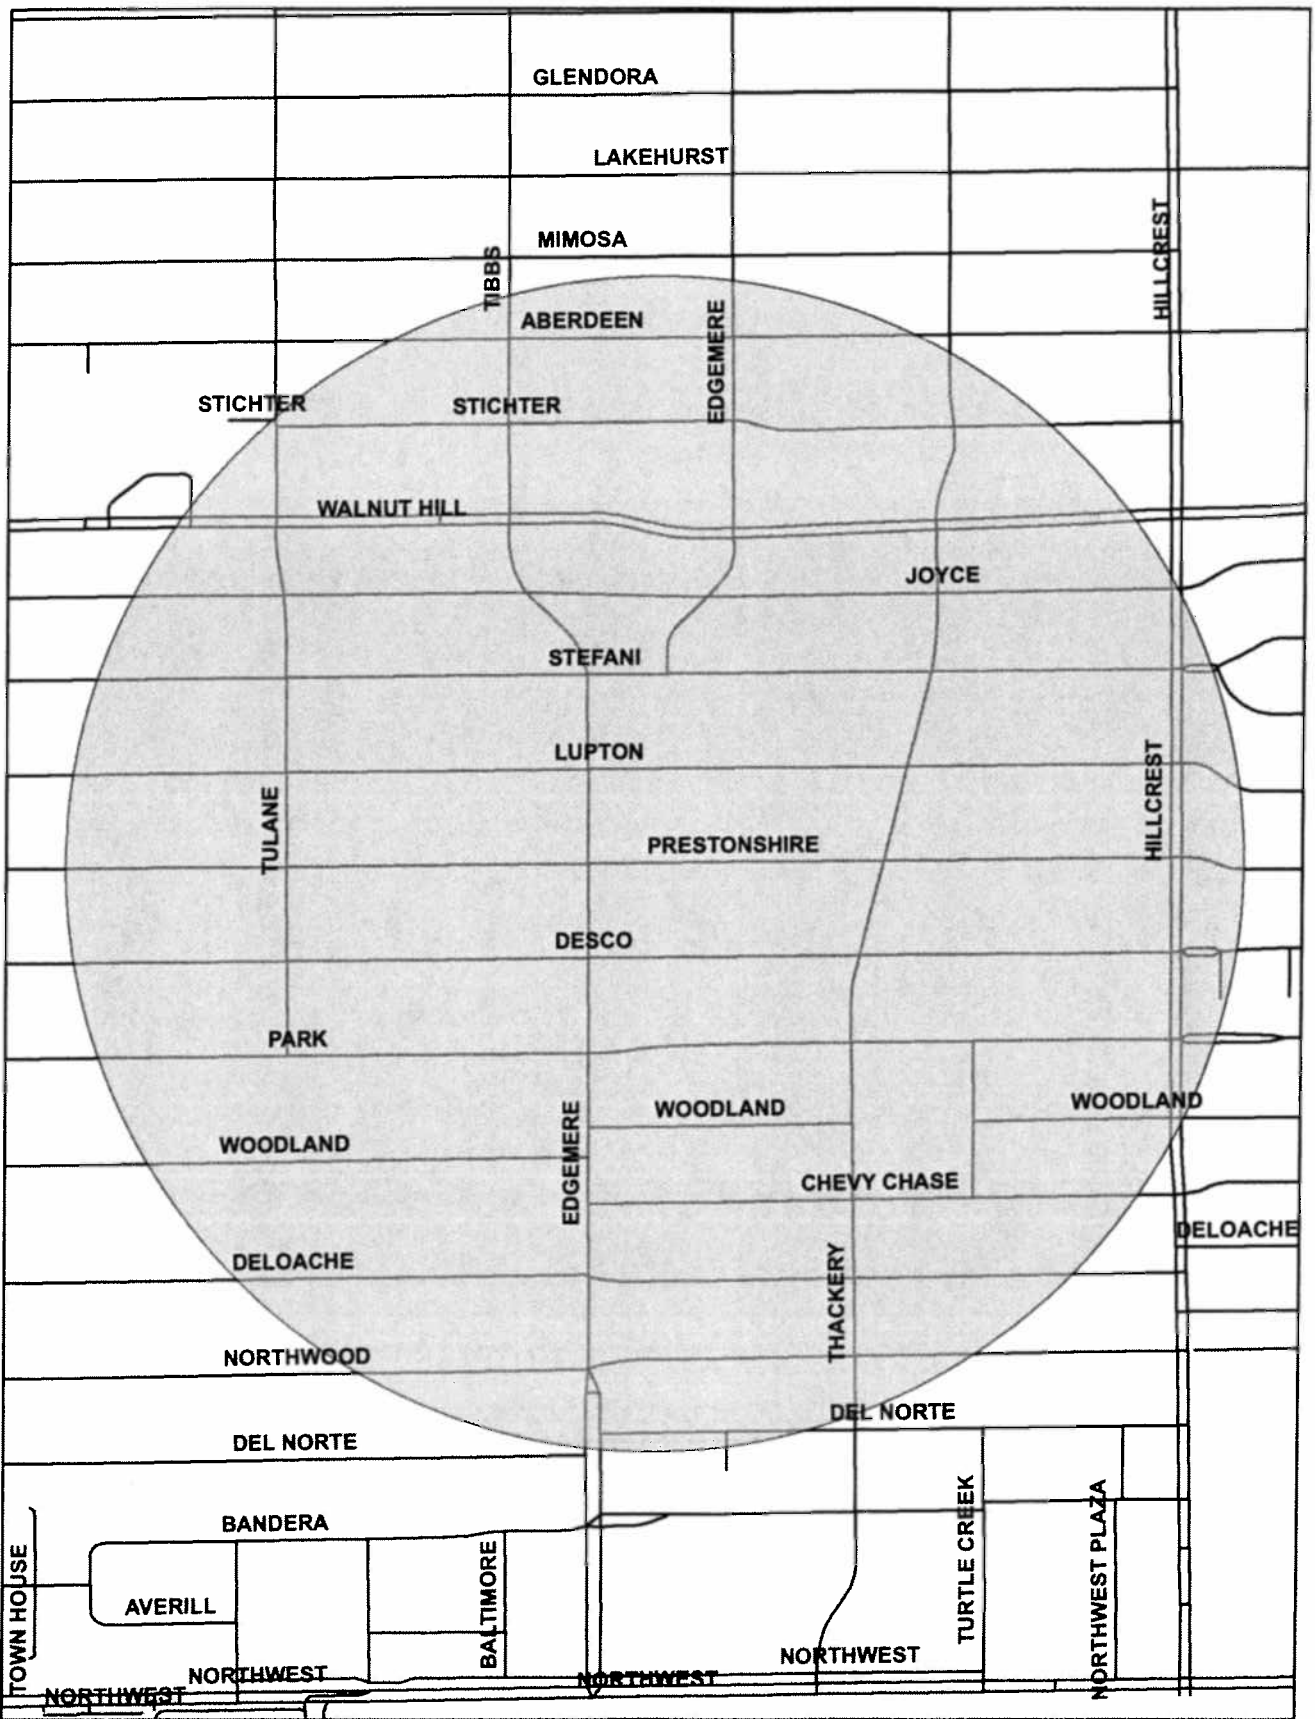 GLENDORA
LAKEHURST
MIMOSA
TIBBS
HILLCREST
ABERDEEN
EDGEMERE
STICHTER
STICHTER
WALNUT HILL
JOYCE
STEFANI
LUPTON
HILLCREST
TULANE
PRESTONSHIRE
DESCO
PARK
WOODLAND
WOODLAND
WOODLAND
EDGEMERE
CHEVY CHASE
DELOACHE
DELOACHE
THACKERY
NORTHWOOD
DEL NORTE
DEL NORTE
BANDERA
TURTLE CREEK
NORTHWEST PLAZA
TOWN HOUSE
BALTIMORE
AVERILL
NORTHWEST
NORTHWEST
NORTHWEST
NORTHWEST